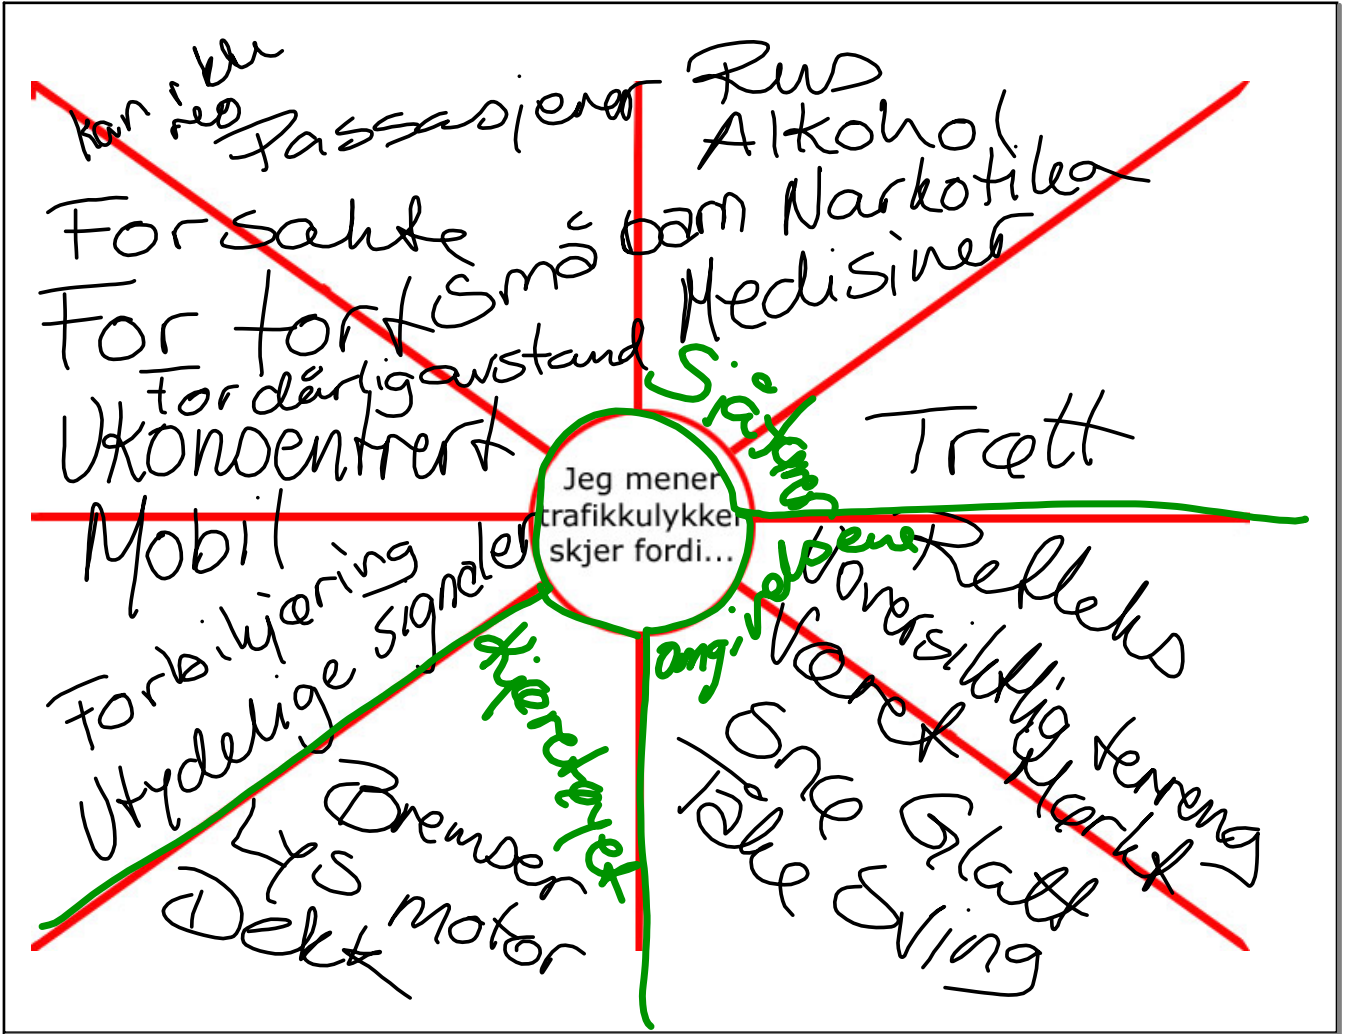 kan ikke
Passasjerer
Rus
Alkohol
Narkotika
Medisiner
For sakte
små barn
For fort
For dårlig avstand
Ukonsentrert
Mobil
Forbikjøring
Utydelige signaler
Sjåføren
Trøtt
Jeg mener
trafikkulykker
skjer fordi...
omgivelsene
Refleks
Uoversiktlig terreng
Været
Mørkt
Snø Glatt
Tåke Sving
Kjøretøyet
Bremser
Lys motor
Dekk